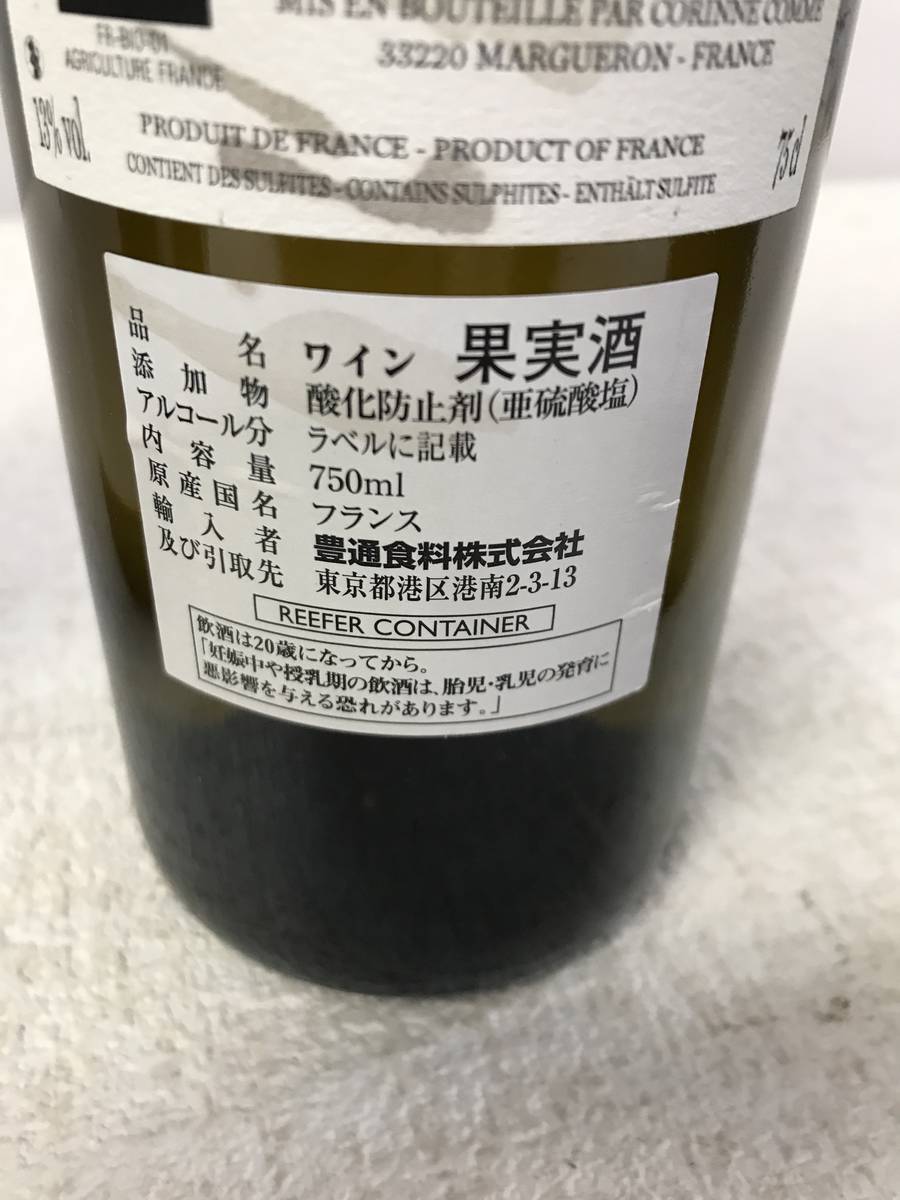 MIS EN BOUTEILLE PAR CORINNE COMME
33220 MARGUERON - FRANCE
FR-BIO-01
AGRICULTURE FRANCE
13% vol.
PRODUIT DE FRANCE - PRODUCT OF FRANCE
75 cl
CONTIENT DES SULFITES - CONTAINS SULPHITES - ENTHÄLT SULFITE
品名 ワイン 果実酒
添加物 酸化防止剤(亜硫酸塩)
アルコール分 ラベルに記載
内容量 750ml
原産国名 フランス
輸入者 豊通食料株式会社
及び引取先 東京都港区港南2-3-13
REEFER CONTAINER
飲酒は20歳になってから。
「妊娠中や授乳期の飲酒は、胎児・乳児の発育に
悪影響を与える恐れがあります。」